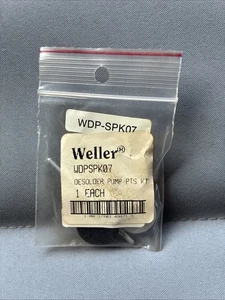 WDP-SPK07
Weller®
WDPSPK07
DESOLDER PUMP PTS KT
1 EACH